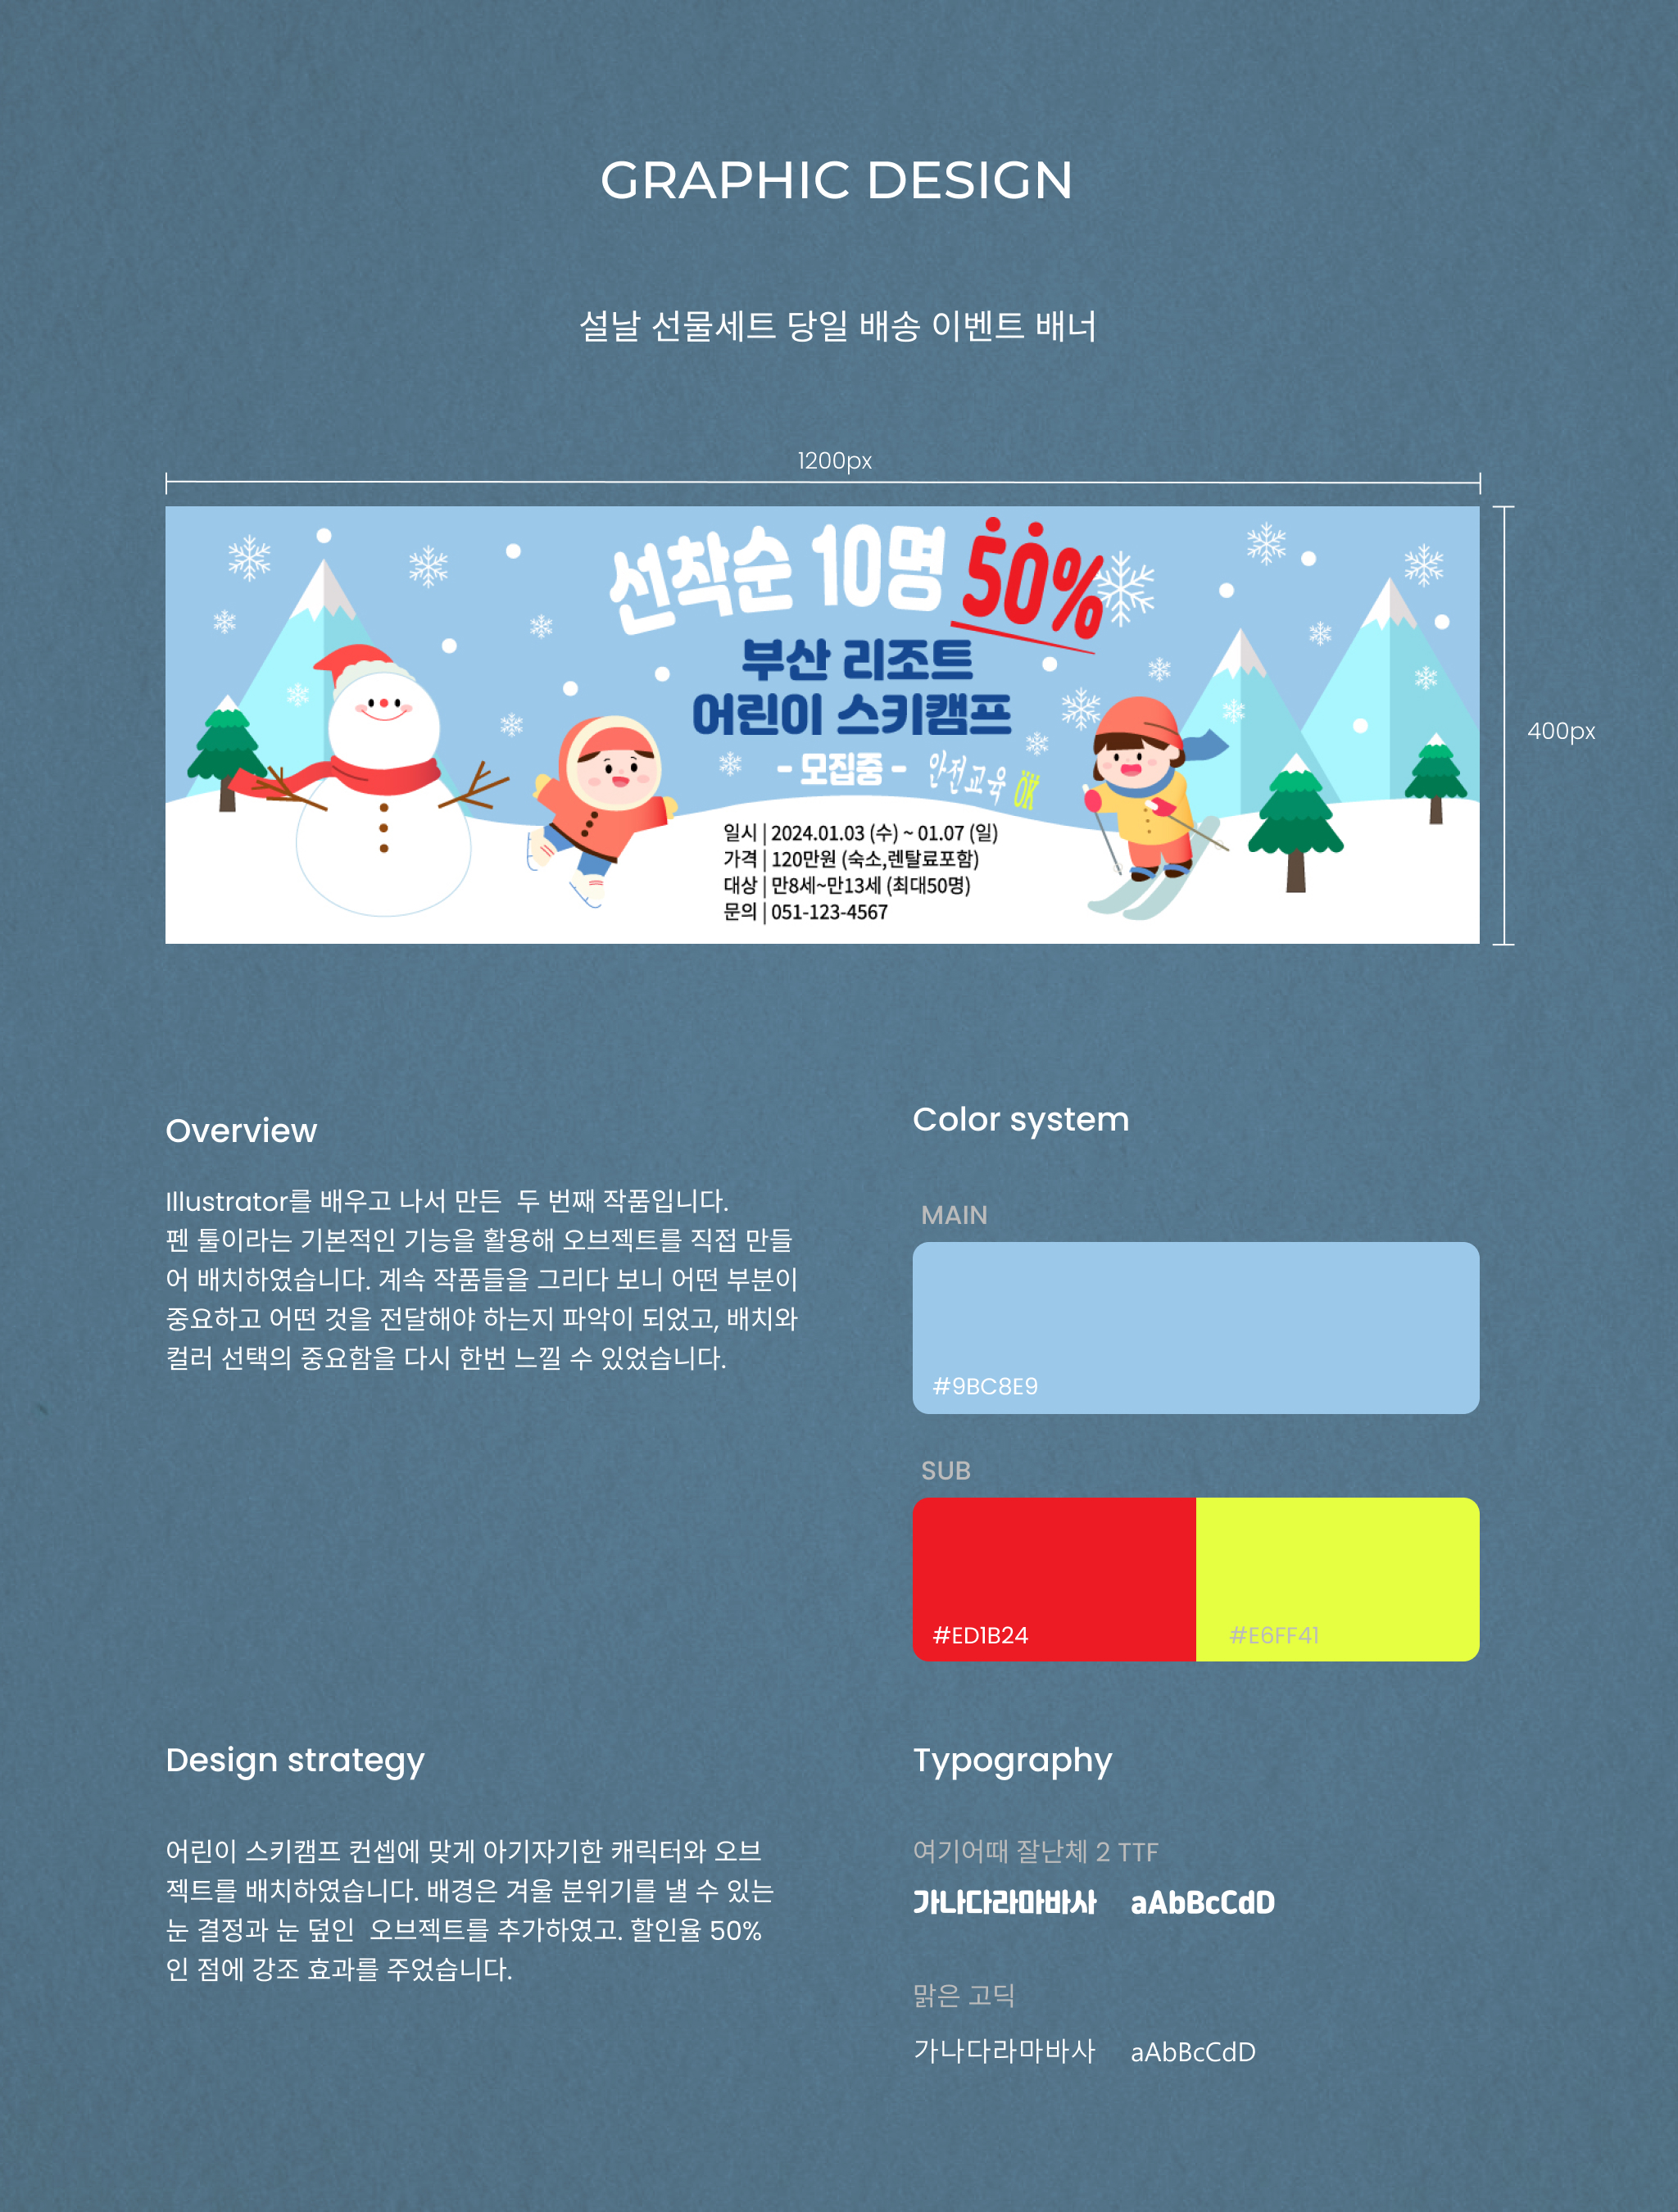 GRAPHIC DESIGN
설날 선물세트 당일 배송 이벤트 배너
1200px
400px
선착순 10명 50%
부산 리조트
어린이 스키캠프
- 모집중 - 안전교육 OK
일시 | 2024.01.03 (수) ~ 01.07 (일)
가격 | 120만원 (숙소,렌탈료포함)
대상 | 만8세~만13세 (최대50명)
문의 | 051-123-4567
Overview
Illustrator를 배우고 나서 만든 두 번째 작품입니다.
펜 툴이라는 기본적인 기능을 활용해 오브젝트를 직접 만들
어 배치하였습니다. 계속 작품들을 그리다 보니 어떤 부분이
중요하고 어떤 것을 전달해야 하는지 파악이 되었고, 배치와
컬러 선택의 중요함을 다시 한번 느낄 수 있었습니다.
Color system
MAIN
#9BC8E9
SUB
#ED1B24
#E6FF41
Design strategy
어린이 스키캠프 컨셉에 맞게 아기자기한 캐릭터와 오브
젝트를 배치하였습니다. 배경은 겨울 분위기를 낼 수 있는
눈 결정과 눈 덮인 오브젝트를 추가하였고. 할인율 50%
인 점에 강조 효과를 주었습니다.
Typography
여기어때 잘난체 2 TTF
가나다라마바사 aAbBcCdD
맑은 고딕
가나다라마바사 aAbBcCdD